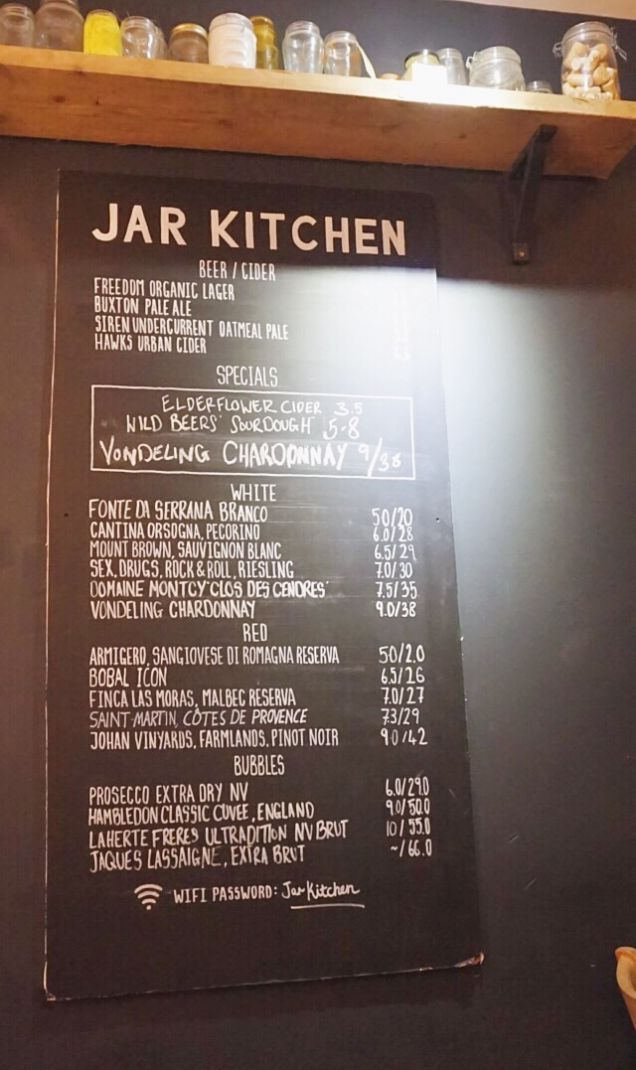 JAR KITCHEN
BEER / CIDER
FREEDOM ORGANIC LAGER
BUXTON PALE ALE
SIREN UNDERCURRENT OATMEAL PALE
HAWKS URBAN CIDER
SPECIALS
ELDERFLOWER CIDER 3.5
WILD BEERS' SOURDOUGH 5.8
VONDELING CHARDONNAY 9/38
WHITE
FONTE DA SERRANA BRANCO 50/20
CANTINA ORSOGNA, PECORINO 6.0/28
MOUNT BROWN, SAUVIGNON BLANC 6.5/29
SEX, DRUGS, ROCK & ROLL, RIESLING 7.0/30
DOMAINE MONTCY 'CLOS DES CENDRES' 7.5/35
VONDELING CHARDONNAY 9.0/38
RED
ARMIGERO, SANGIOVESE DI ROMAGNA RESERVA 50/2.0
BOBAL ICON 6.5/26
FINCA LAS MORAS, MALBEC RESERVA 7.0/27
SAINT-MARTIN, CÔTES DE PROVENCE 7.3/29
JOHAN VINYARDS, FARMLANDS, PINOT NOIR 9.0/42
BUBBLES
PROSECCO EXTRA DRY NV 6.0/29.0
HAMBLEDON CLASSIC CUVEE, ENGLAND 9.0/50.0
LAHERTE FRERES ULTRADITION NV BRUT 10/55.0
JAQUES LASSAIGNE, EXTRA BRUT ~/66.0
WIFI PASSWORD: JarKitchen